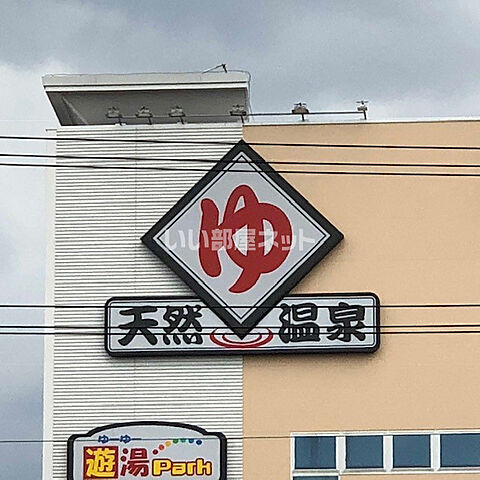 ゆ
いい部屋ネット
天然 温泉
ゆーゆー
遊湯Park